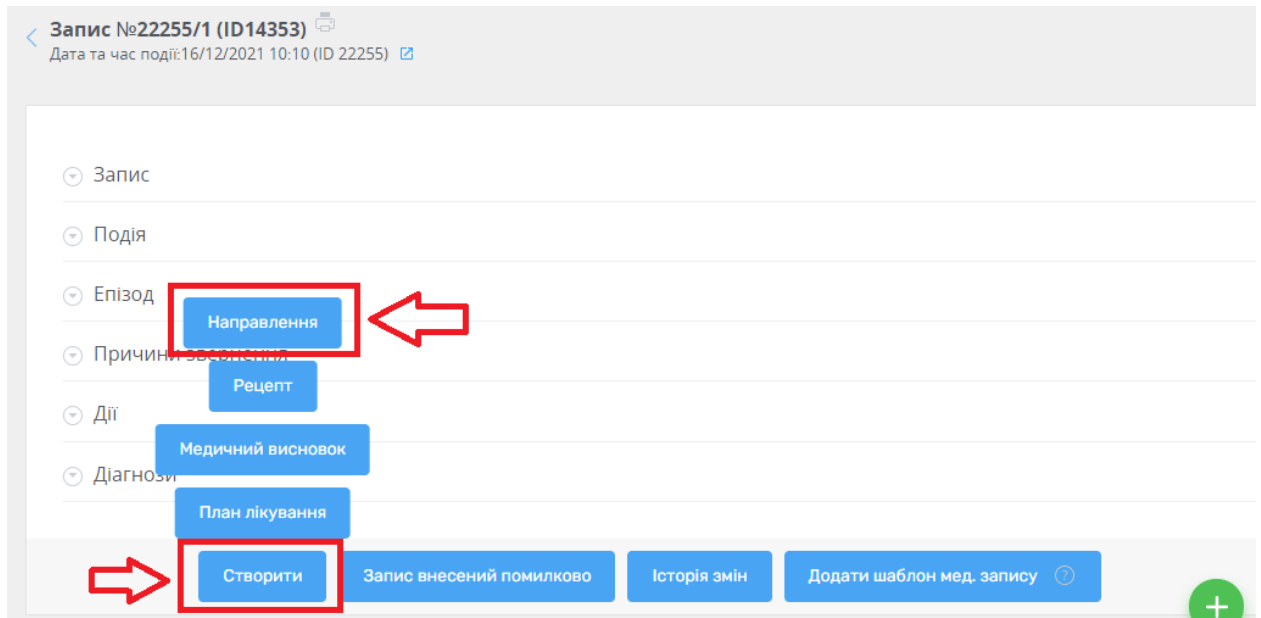 Запис №22255/1 (ID14353)
Дата та час події:16/12/2021 10:10 (ID 22255)
Запис
Подія
Епізод
Направлення
Причини звернення
Рецепт
Дії
Медичний висновок
Діагнози
План лікування
Створити
Запис внесений помилково
Історія змін
Додати шаблон мед. запису ?